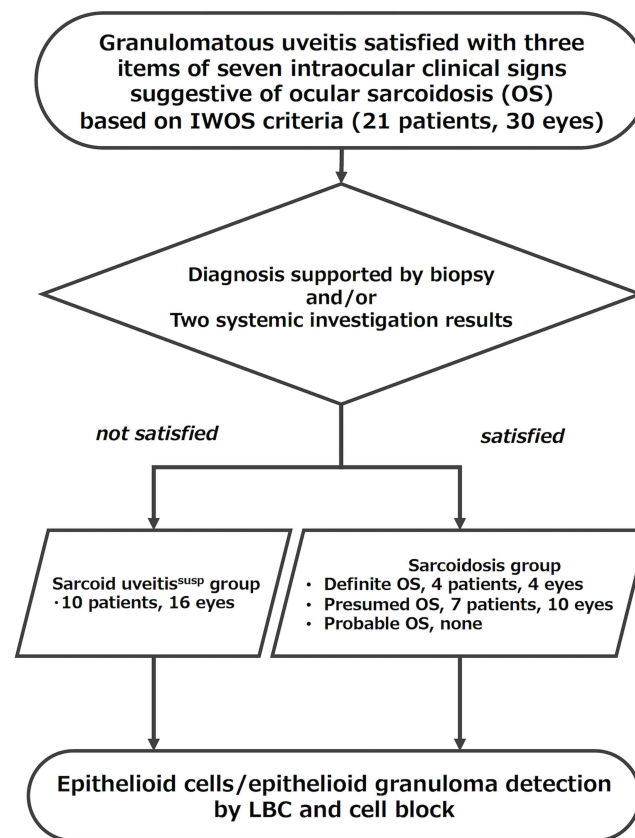 Granulomatous uveitis satisfied with three
items of seven intraocular clinical signs
suggestive of ocular sarcoidosis (OS)
based on IWOS criteria (21 patients, 30 eyes)
Diagnosis supported by biopsy
and/or
Two systemic investigation results
not satisfied
satisfied
Sarcoid uveitis^susp group
・10 patients, 16 eyes
Sarcoidosis group
• Definite OS, 4 patients, 4 eyes
• Presumed OS, 7 patients, 10 eyes
• Probable OS, none
Epithelioid cells/epithelioid granuloma detection
by LBC and cell block